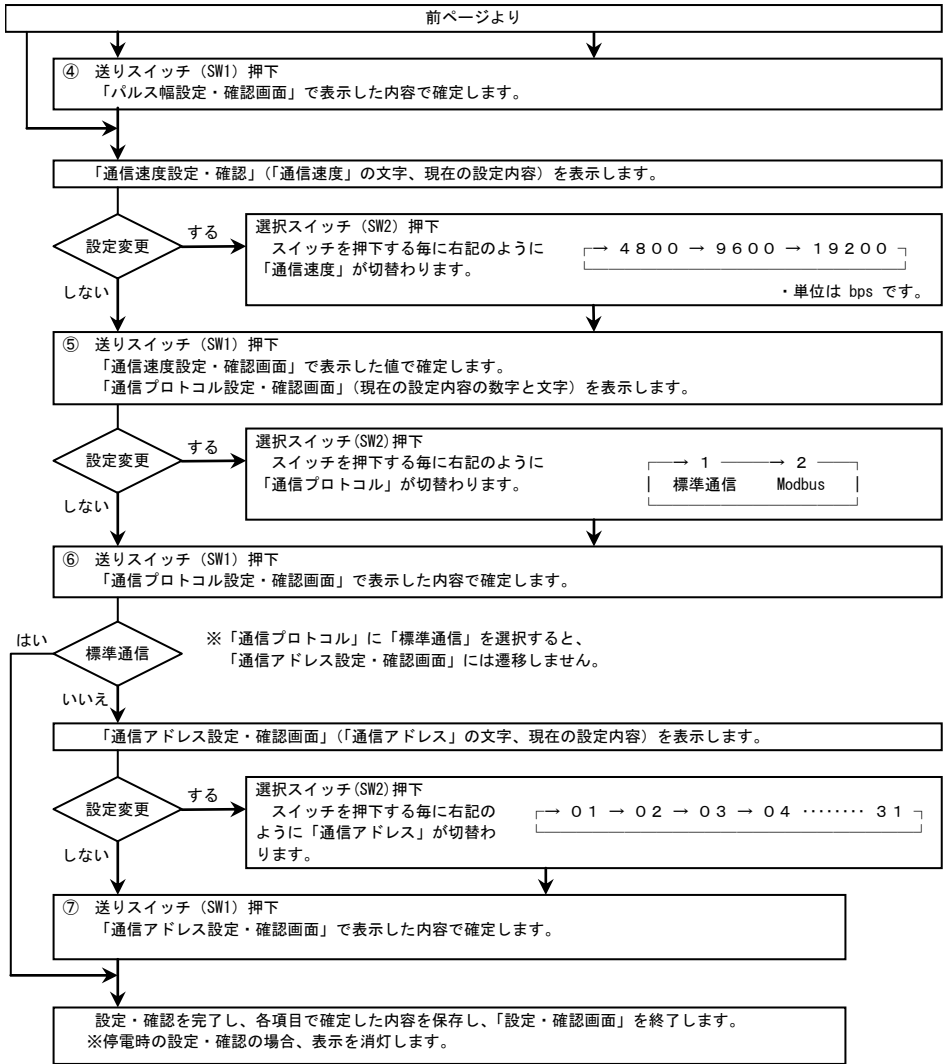 前ページより
④ 送りスイッチ（SW1）押下
「パルス幅設定・確認画面」で表示した内容で確定します。
「通信速度設定・確認」（「通信速度」の文字、現在の設定内容）を表示します。
設定変更
する
しない
選択スイッチ（SW2）押下
スイッチを押下する毎に右記のように
「通信速度」が切替わります。
→ 4800 → 9600 → 19200
・単位は bps です。
⑤ 送りスイッチ（SW1）押下
「通信速度設定・確認画面」で表示した値で確定します。
「通信プロトコル設定・確認画面」（現在の設定内容の数字と文字）を表示します。
設定変更
する
しない
選択スイッチ(SW2)押下
スイッチを押下する毎に右記のように
「通信プロトコル」が切替わります。
→ 1 → 2
標準通信 Modbus
⑥ 送りスイッチ（SW1）押下
「通信プロトコル設定・確認画面」で表示した内容で確定します。
はい
標準通信
いいえ
※「通信プロトコル」に「標準通信」を選択すると、
「通信アドレス設定・確認画面」には遷移しません。
「通信アドレス設定・確認画面」（「通信アドレス」の文字、現在の設定内容）を表示します。
設定変更
する
しない
選択スイッチ(SW2)押下
スイッチを押下する毎に右記の
ように「通信アドレス」が切替わ
ります。
→ 01 → 02 → 03 → 04 ‥‥‥‥ 31
⑦ 送りスイッチ（SW1）押下
「通信アドレス設定・確認画面」で表示した内容で確定します。
設定・確認を完了し、各項目で確定した内容を保存し、「設定・確認画面」を終了します。
※停電時の設定・確認の場合、表示を消灯します。